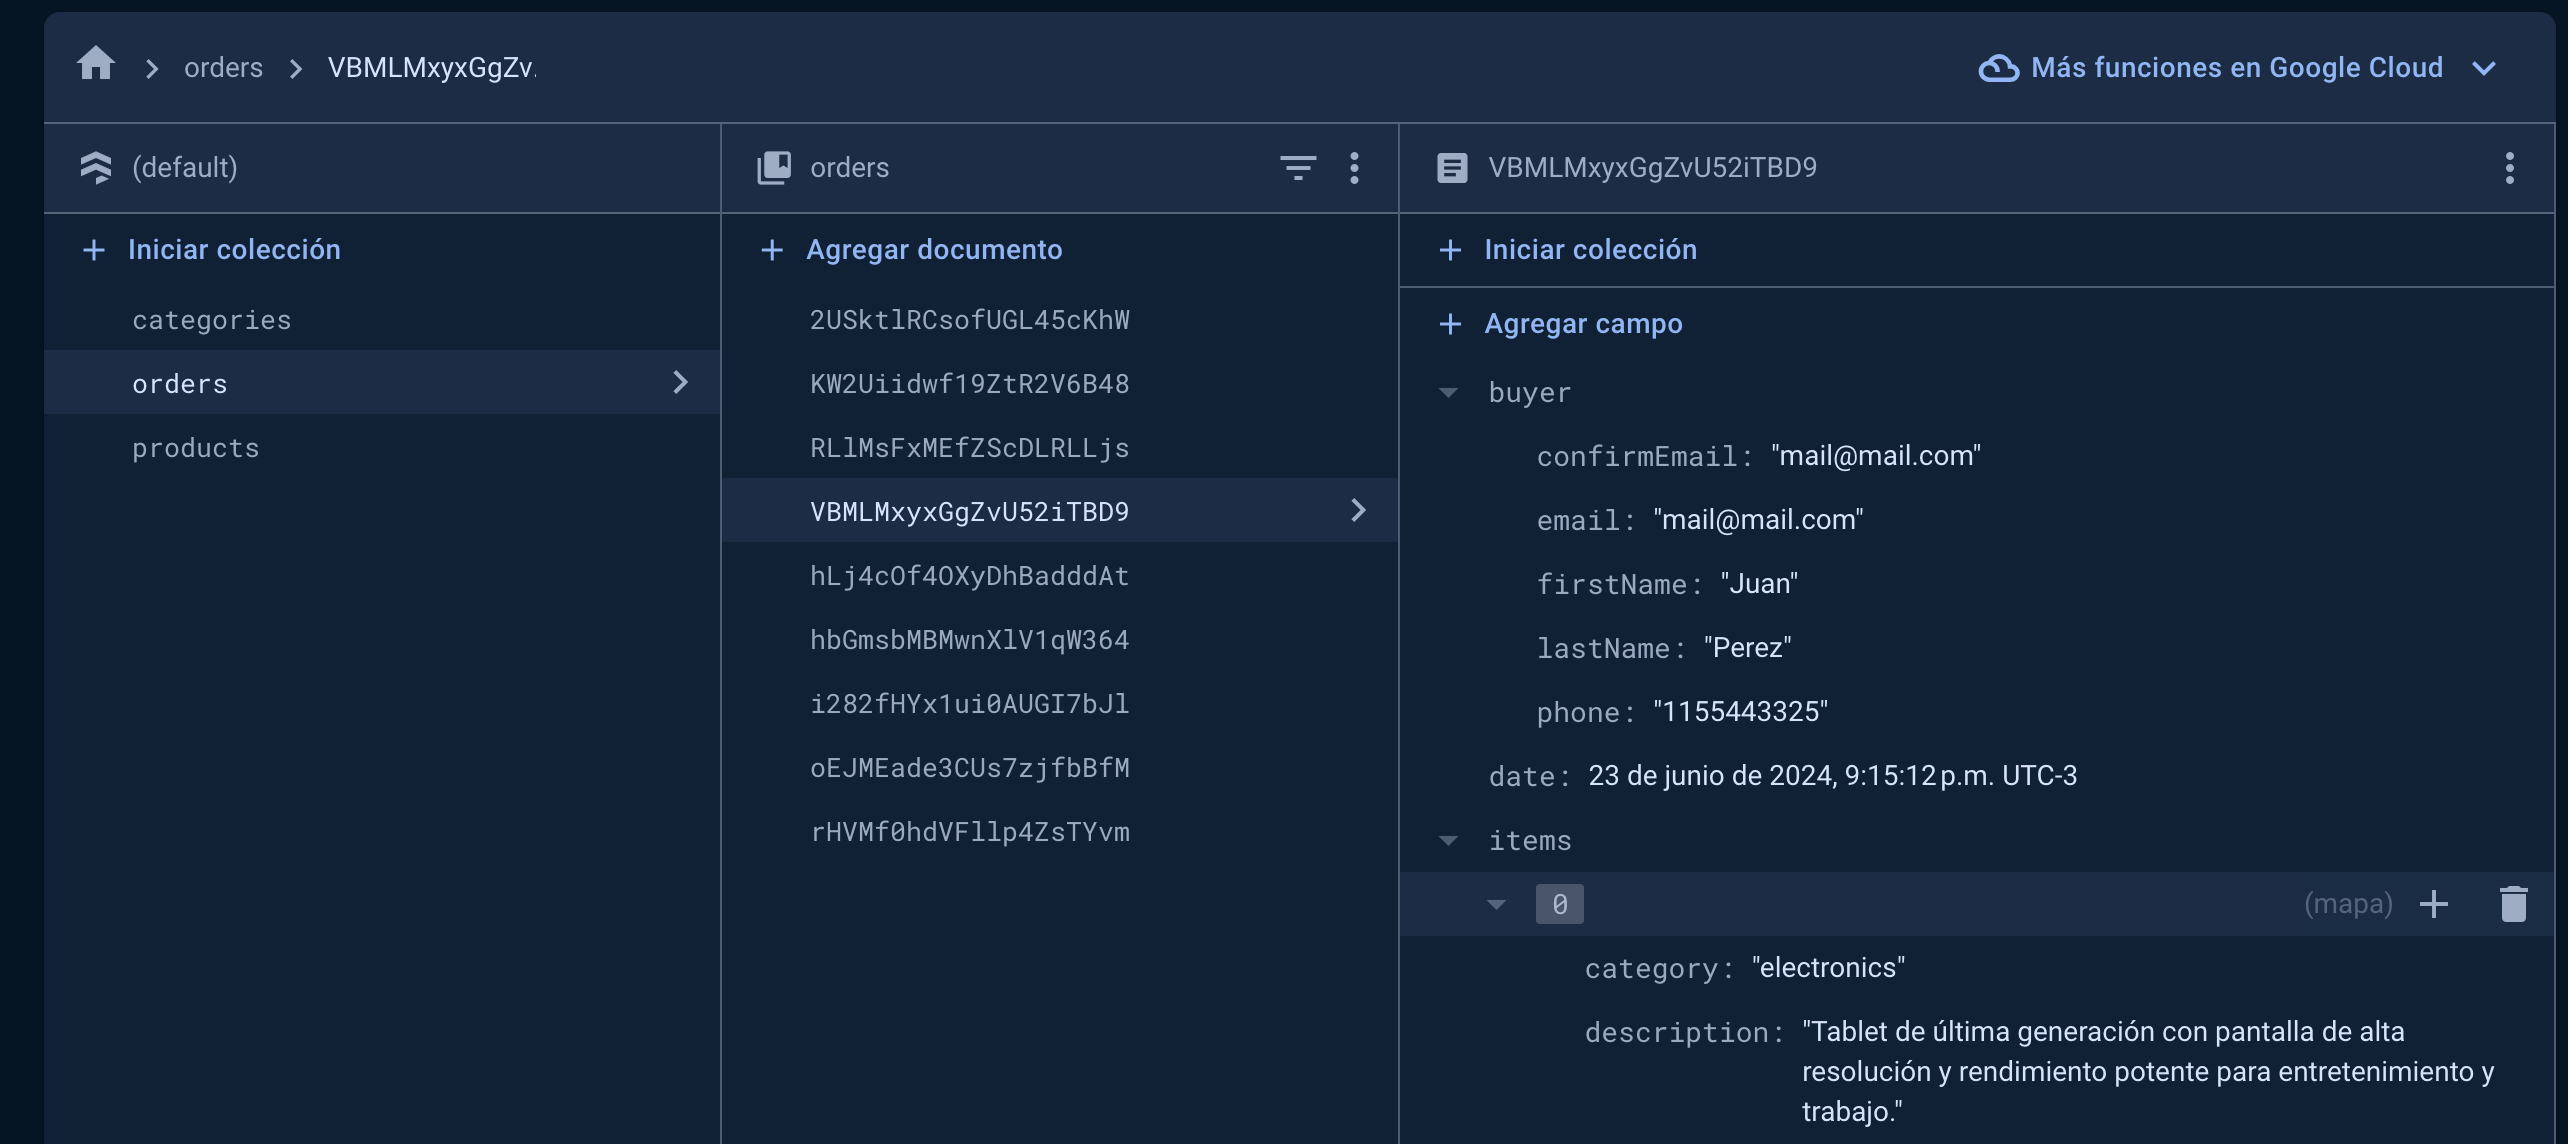 orders
VBMLMxyxGgZv.
Más funciones en Google Cloud
(default)
Iniciar colección
categories
orders
products
orders
Agregar documento
2USktlRCsofUGL45cKhW
KW2Uiidwf19ZtR2V6B48
RLlMsFxMEfZScDLRLLjs
VBMLMxyxGgZvU52iTBD9
hLj4cOf4OXyDhBadddAt
hbGmsbMBMwnXlV1qW364
i282fHYx1ui0AUGI7bJl
oEJMEade3CUs7zjfbBfM
rHVMf0hdVFllp4ZsTYvm
VBMLMxyxGgZvU52iTBD9
Iniciar colección
Agregar campo
buyer
confirmEmail: "mail@mail.com"
email: "mail@mail.com"
firstName: "Juan"
lastName: "Perez"
phone: "1155443325"
date: 23 de junio de 2024, 9:15:12 p.m. UTC-3
items
0 (mapa)
category: "electronics"
description: "Tablet de última generación con pantalla de alta
resolución y rendimiento potente para entretenimiento y
trabajo."